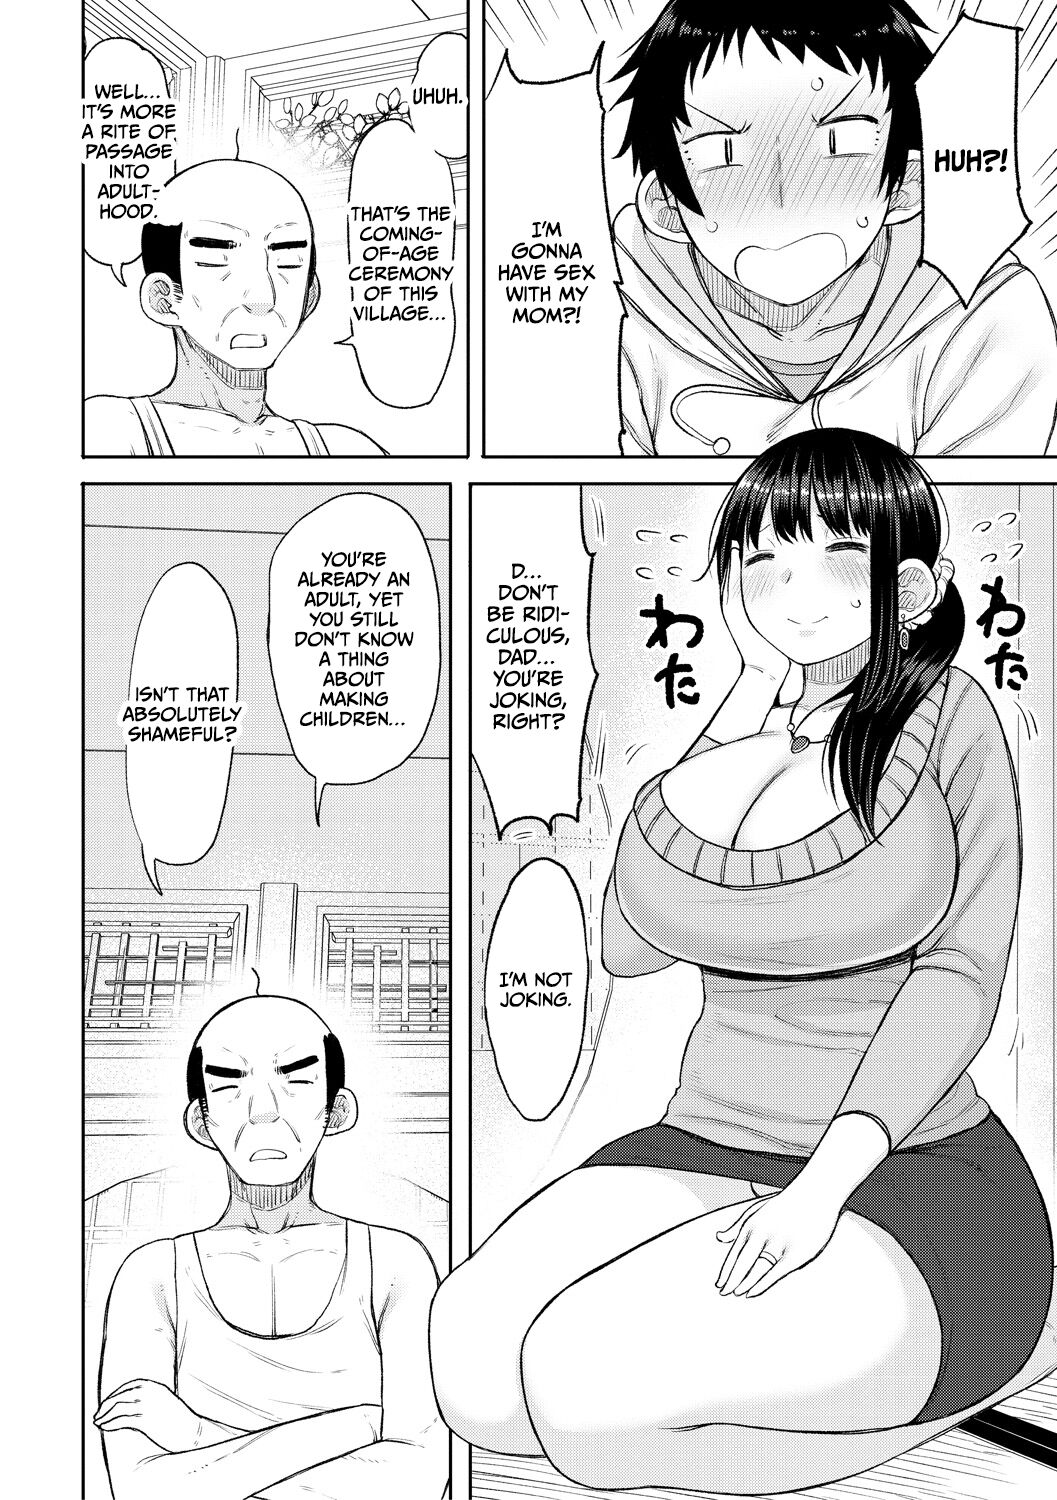 HUH?!
I'M
GONNA
HAVE SEX
WITH MY
MOM?!
UHUH.
THAT'S THE
COMING-
OF-AGE
CEREMONY
OF THIS
VILLAGE...
WELL...
IT'S MORE
A RITE OF
PASSAGE
INTO
ADULT-
HOOD.
わた
わた
D...
DON'T
BE RIDI-
CULOUS,
DAD...
YOU'RE
JOKING,
RIGHT?
I'M NOT
JOKING.
YOU'RE
ALREADY AN
ADULT, YET
YOU STILL
DON'T KNOW
A THING
ABOUT
MAKING
CHILDREN...
ISN'T THAT
ABSOLUTELY
SHAMEFUL?